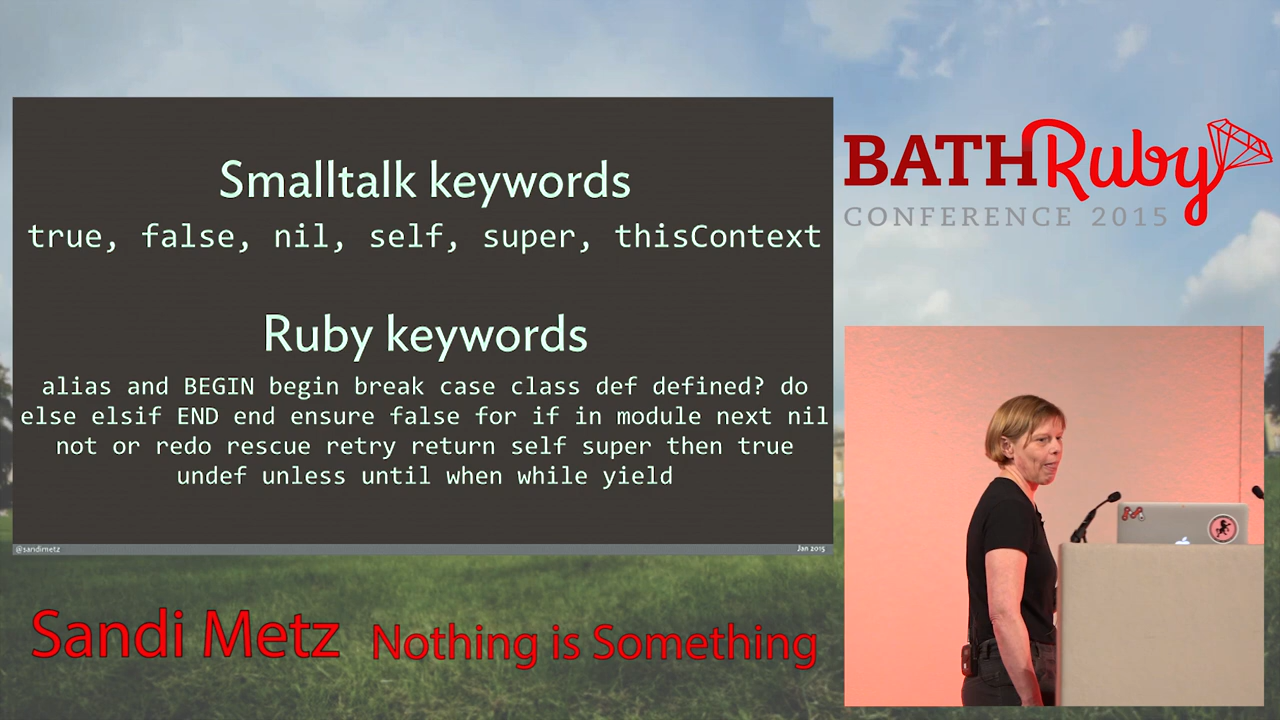 Smalltalk keywords
true, false, nil, self, super, thisContext
Ruby keywords
alias and BEGIN begin break case class def defined? do
else elsif END end ensure false for if in module next nil
not or redo rescue retry return self super then true
undef unless until when while yield
@sandimetz
Jan 2015
BATHRuby
CONFERENCE 2015
Sandi Metz
Nothing is Something